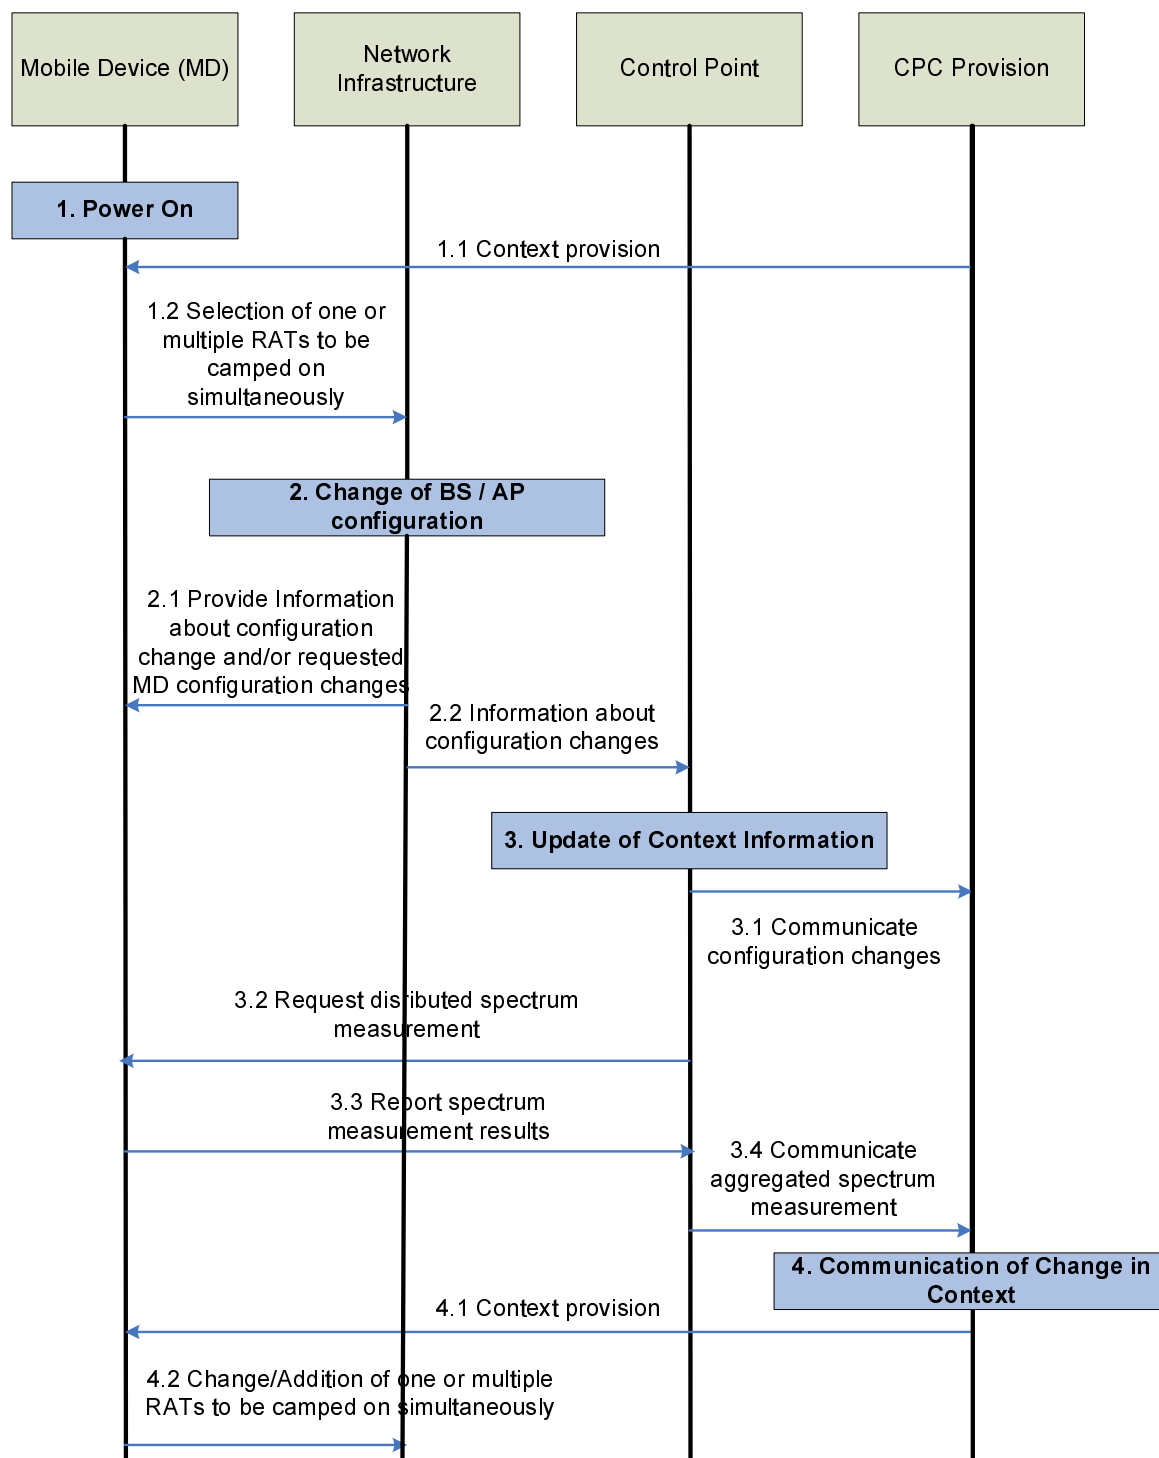 Mobile Device (MD)
Network
Infrastructure
Control Point
CPC Provision
1. Power On
1.1 Context provision
1.2 Selection of one or
multiple RATs to be
camped on
simultaneously
2. Change of BS / AP
configuration
2.1 Provide Information
about configuration
change and/or requested
MD configuration changes
2.2 Information about
configuration changes
3. Update of Context Information
3.1 Communicate
configuration changes
3.2 Request disributed spectrum
measurement
3.3 Report spectrum
measurement results
3.4 Communicate
aggregated spectrum
measurement
4. Communication of Change in
Context
4.1 Context provision
4.2 Change/Addition of one or multiple
RATs to be camped on simultaneously